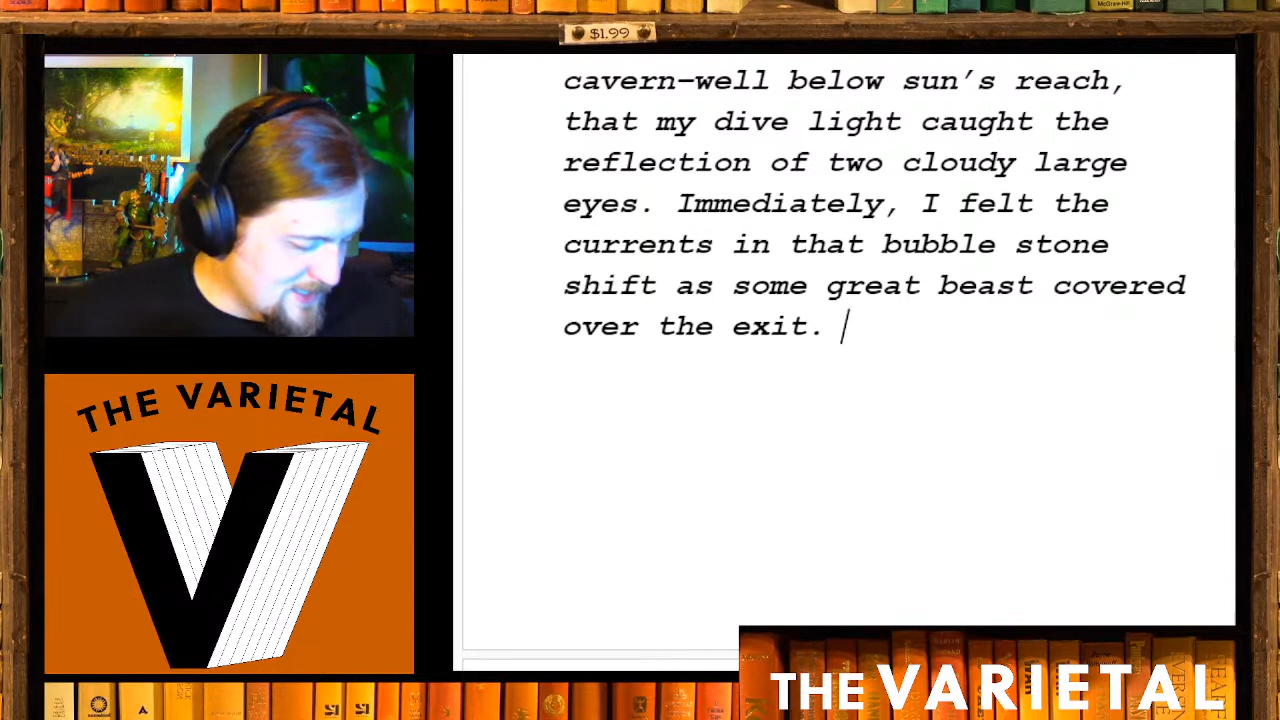 McGraw-Hill
$1.99
cavern–well below sun’s reach,
that my dive light caught the
reflection of two cloudy large
eyes. Immediately, I felt the
currents in that bubble stone
shift as some great beast covered
over the exit.
THE VARIETAL
V
THE VARIETAL